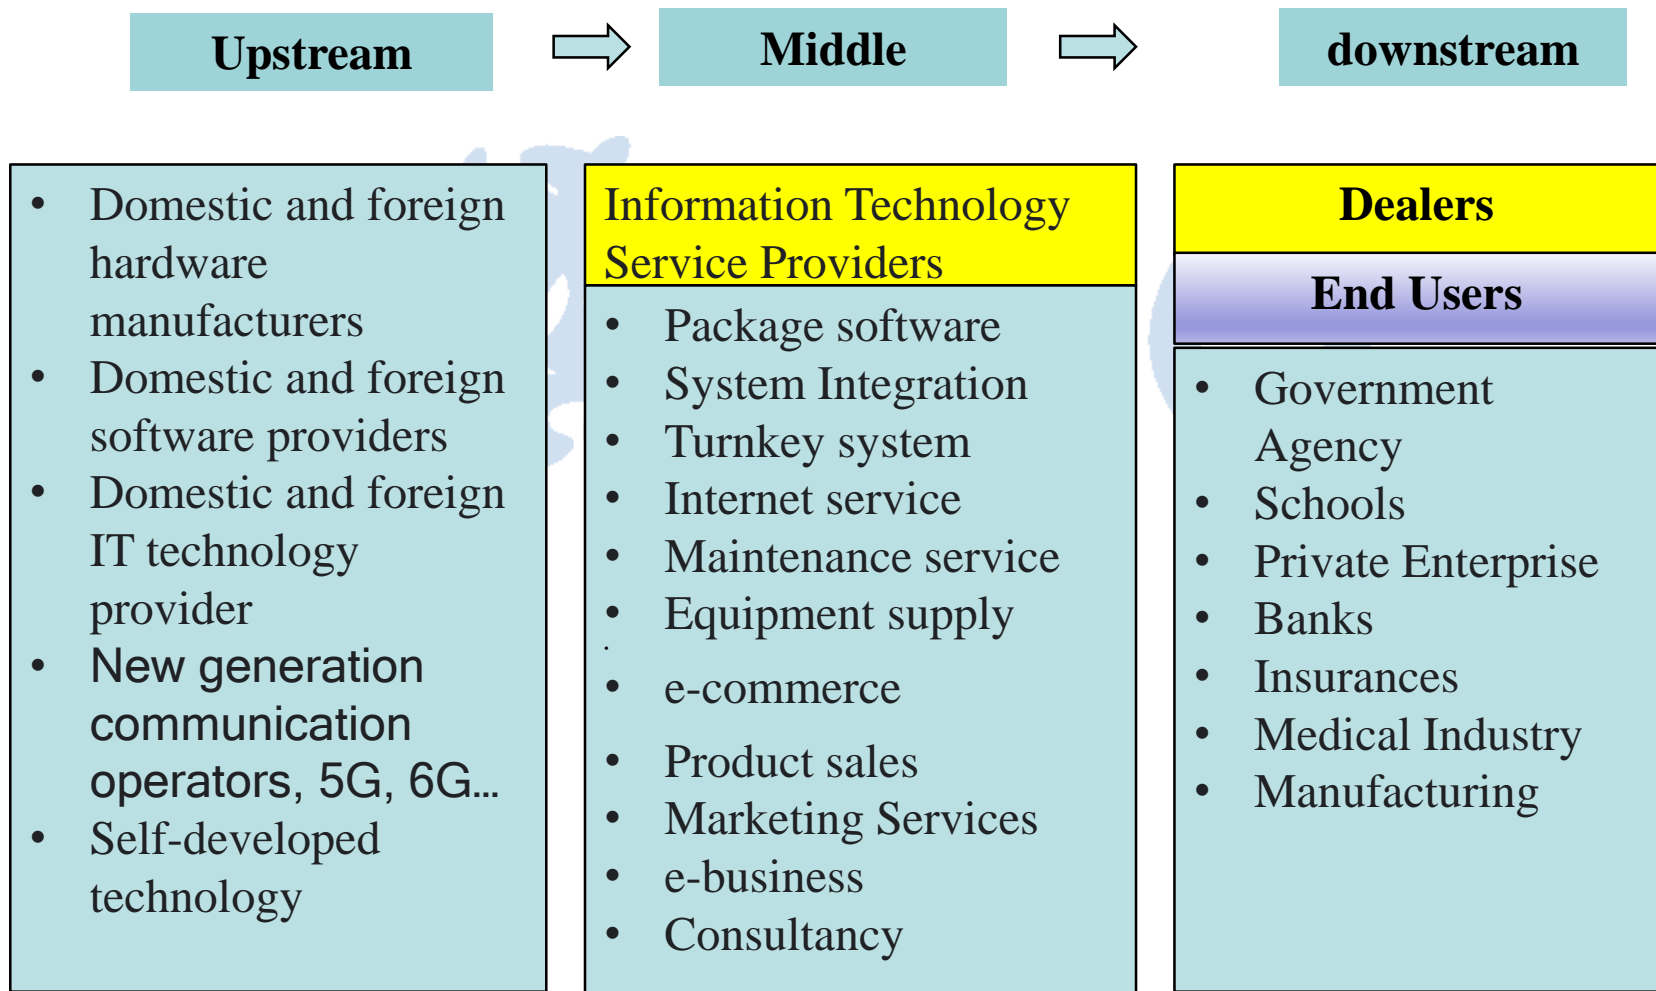 Upstream
Middle
downstream
• Domestic and foreign
hardware
manufacturers
• Domestic and foreign
software providers
• Domestic and foreign
IT technology
provider
• New generation
communication
operators, 5G, 6G...
• Self-developed
technology
Information Technology
Service Providers
• Package software
• System Integration
• Turnkey system
• Internet service
• Maintenance service
• Equipment supply
•
• e-commerce
• Product sales
• Marketing Services
• e-business
• Consultancy
Dealers
End Users
• Government
Agency
• Schools
• Private Enterprise
• Banks
• Insurances
• Medical Industry
• Manufacturing